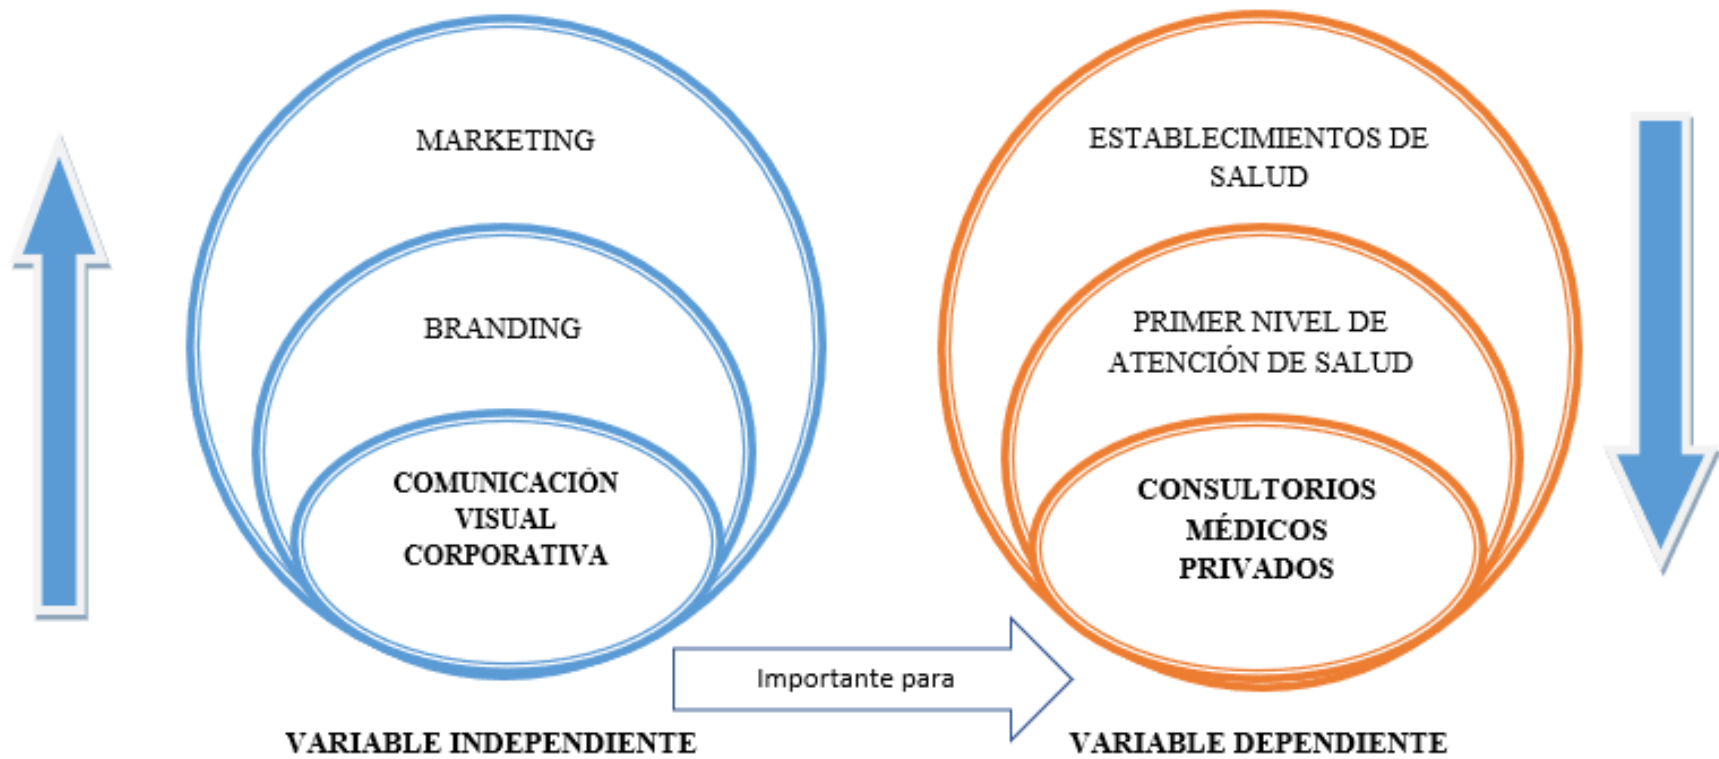 MARKETING
BRANDING
COMUNICACIÓN
VISUAL
CORPORATIVA
VARIABLE INDEPENDIENTE
Importante para
ESTABLECIMIENTOS DE
SALUD
PRIMER NIVEL DE
ATENCIÓN DE SALUD
CONSULTORIOS
MÉDICOS
PRIVADOS
VARIABLE DEPENDIENTE